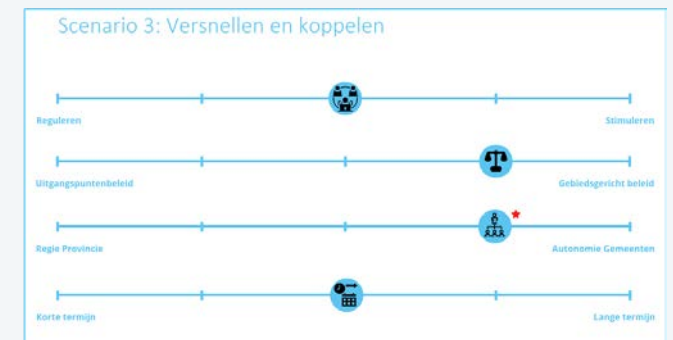 Scenario 3: Versnellen en koppelen
Reguleren
Stimuleren
Uitgangspuntenbeleid
Gebiedsgericht beleid
Regie Provincie
Autonomie Gemeenten
Korte termijn
Lange termijn